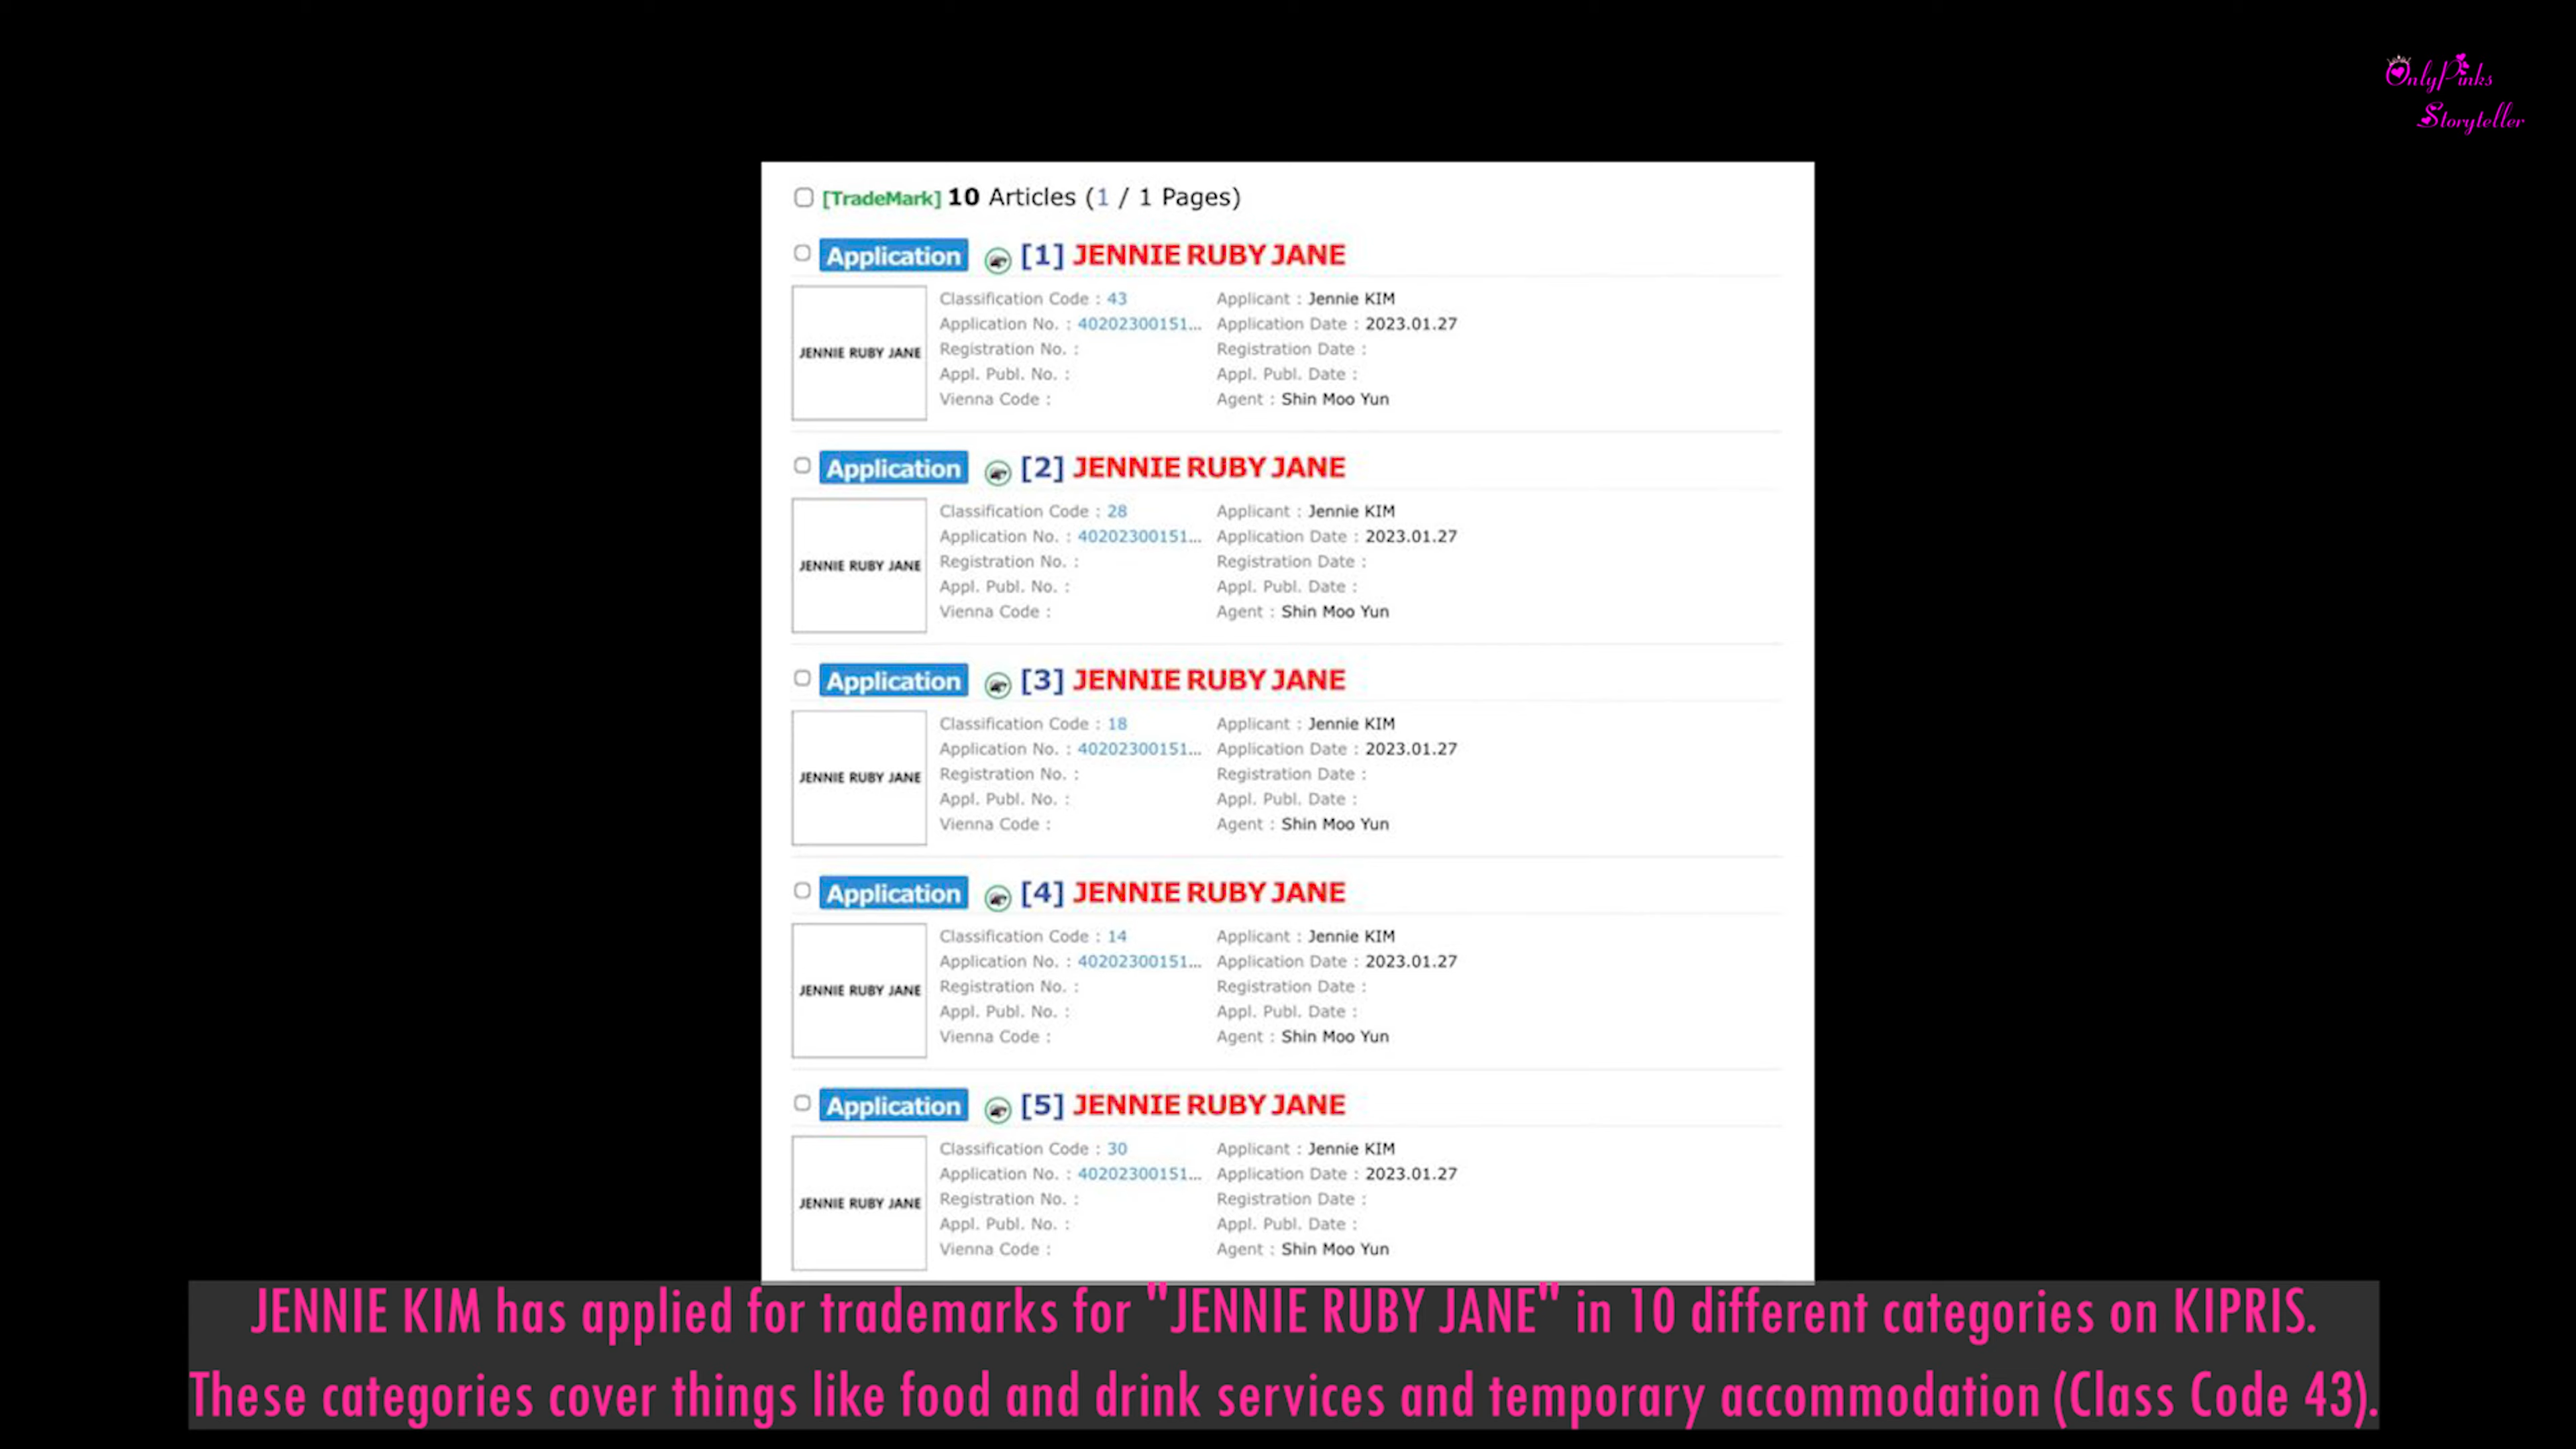 OnlyPinks
Storyteller
[TradeMark] 10 Articles (1 / 1 Pages)
Application [1] JENNIE RUBY JANE
JENNIE RUBY JANE
Classification Code : 43 Applicant : Jennie KIM
Application No. : 40202300151... Application Date : 2023.01.27
Registration No. : Registration Date :
Appl. Publ. No. : Appl. Publ. Date :
Vienna Code : Agent : Shin Moo Yun
Application [2] JENNIE RUBY JANE
JENNIE RUBY JANE
Classification Code : 28 Applicant : Jennie KIM
Application No. : 40202300151... Application Date : 2023.01.27
Registration No. : Registration Date :
Appl. Publ. No. : Appl. Publ. Date :
Vienna Code : Agent : Shin Moo Yun
Application [3] JENNIE RUBY JANE
JENNIE RUBY JANE
Classification Code : 18 Applicant : Jennie KIM
Application No. : 40202300151... Application Date : 2023.01.27
Registration No. : Registration Date :
Appl. Publ. No. : Appl. Publ. Date :
Vienna Code : Agent : Shin Moo Yun
Application [4] JENNIE RUBY JANE
JENNIE RUBY JANE
Classification Code : 14 Applicant : Jennie KIM
Application No. : 40202300151... Application Date : 2023.01.27
Registration No. : Registration Date :
Appl. Publ. No. : Appl. Publ. Date :
Vienna Code : Agent : Shin Moo Yun
Application [5] JENNIE RUBY JANE
JENNIE RUBY JANE
Classification Code : 30 Applicant : Jennie KIM
Application No. : 40202300151... Application Date : 2023.01.27
Registration No. : Registration Date :
Appl. Publ. No. : Appl. Publ. Date :
Vienna Code : Agent : Shin Moo Yun
JENNIE KIM has applied for trademarks for "JENNIE RUBY JANE" in 10 different categories on KIPRIS.
These categories cover things like food and drink services and temporary accommodation (Class Code 43).